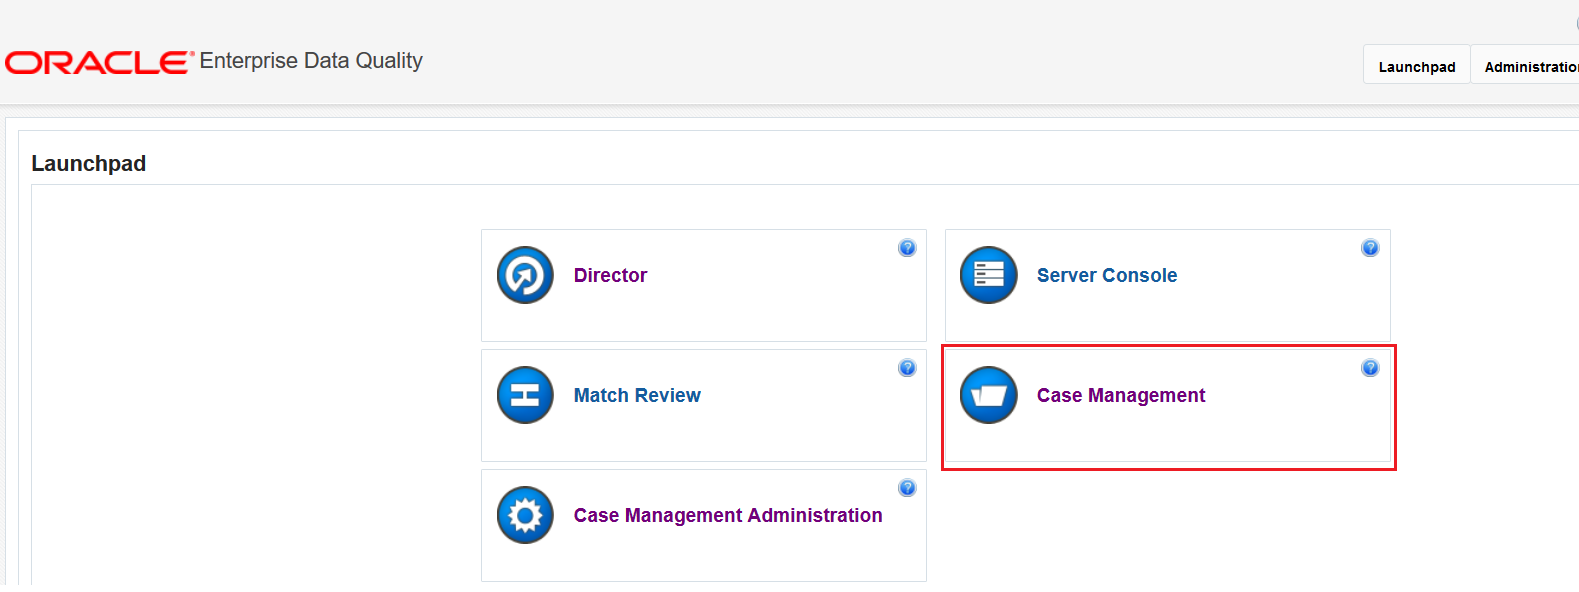 ORACLE® Enterprise Data Quality
Launchpad
Administratio
Launchpad
Director
Server Console
Match Review
Case Management
Case Management Administration